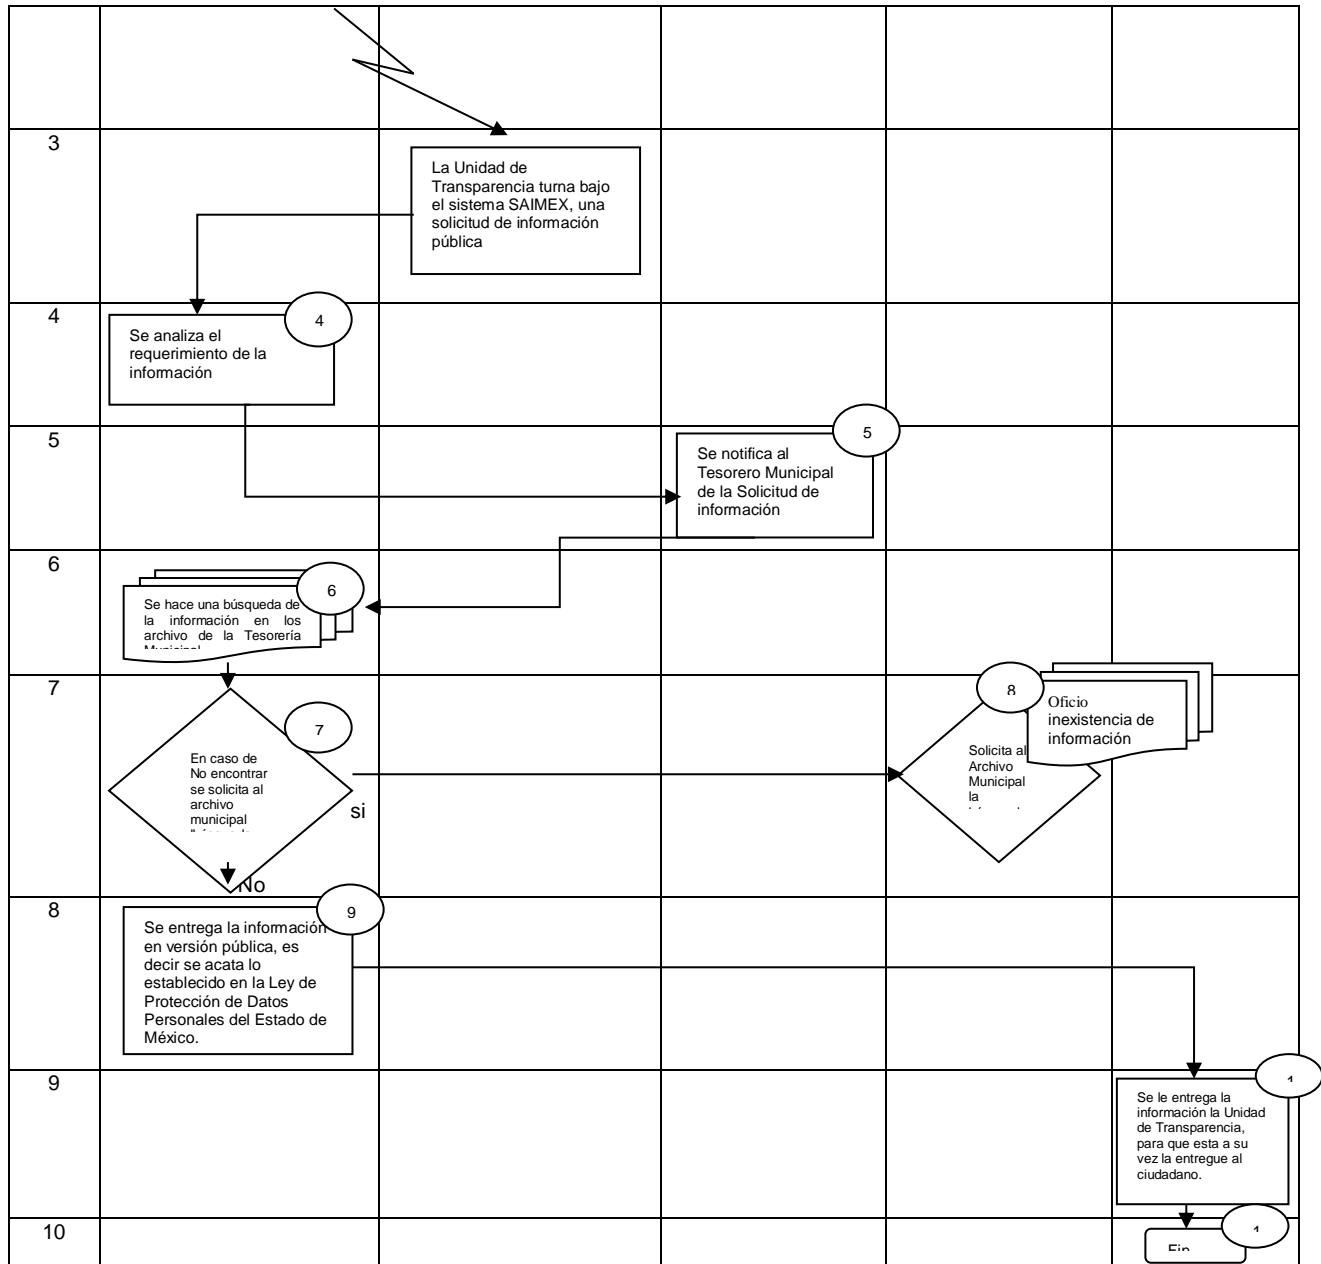 3
La Unidad de
Transparencia turna bajo
el sistema SAIMEX, una
solicitud de información
pública
4
4
Se analiza el
requerimiento de la
información
5
5
Se notifica al
Tesorero Municipal
de la Solicitud de
información
6
6
Se hace una búsqueda de
la información en los
archivo de la Tesorería
7
7
En caso de
No encontrar
se solicita al
archivo
municipal
si
No
8
Oficio
inexistencia de
información
Solicita al
Archivo
Municipal
la
8
9
Se entrega la información
en versión pública, es
decir se acata lo
establecido en la Ley de
Protección de Datos
Personales del Estado de
México.
9
Se le entrega la
información la Unidad
de Transparencia,
para que esta a su
vez la entregue al
ciudadano.
10
Fin